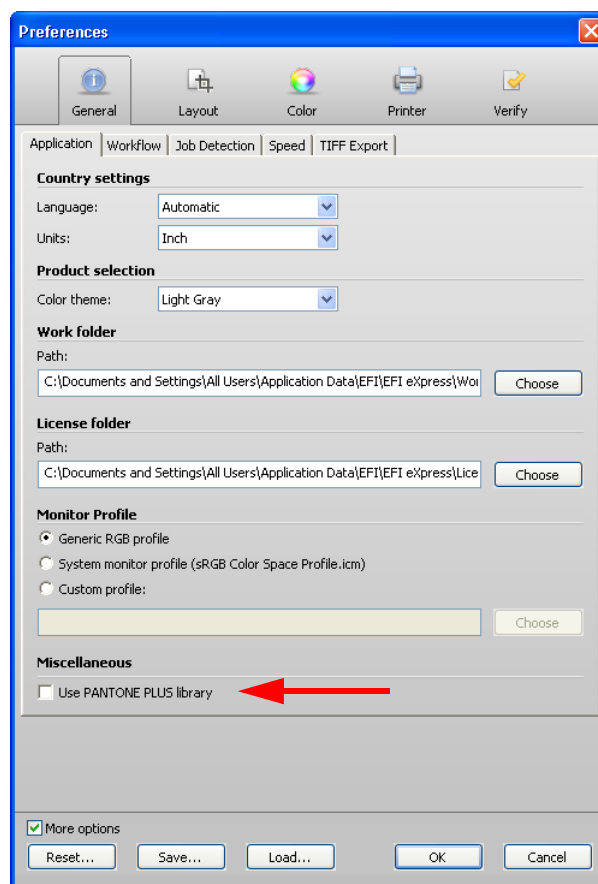 Preferences
General Layout Color Printer Verify
Application Workflow Job Detection Speed TIFF Export
Country settings
Language: Automatic
Units: Inch
Product selection
Color theme: Light Gray
Work folder
Path:
C:\Documents and Settings\All Users\Application Data\EFI\EFI eXpress\Wor Choose
License folder
Path:
C:\Documents and Settings\All Users\Application Data\EFI\EFI eXpress\Lice Choose
Monitor Profile
Generic RGB profile
System monitor profile (sRGB Color Space Profile.icm)
Custom profile:
Choose
Miscellaneous
Use PANTONE PLUS library
More options
Reset... Save... Load... OK Cancel